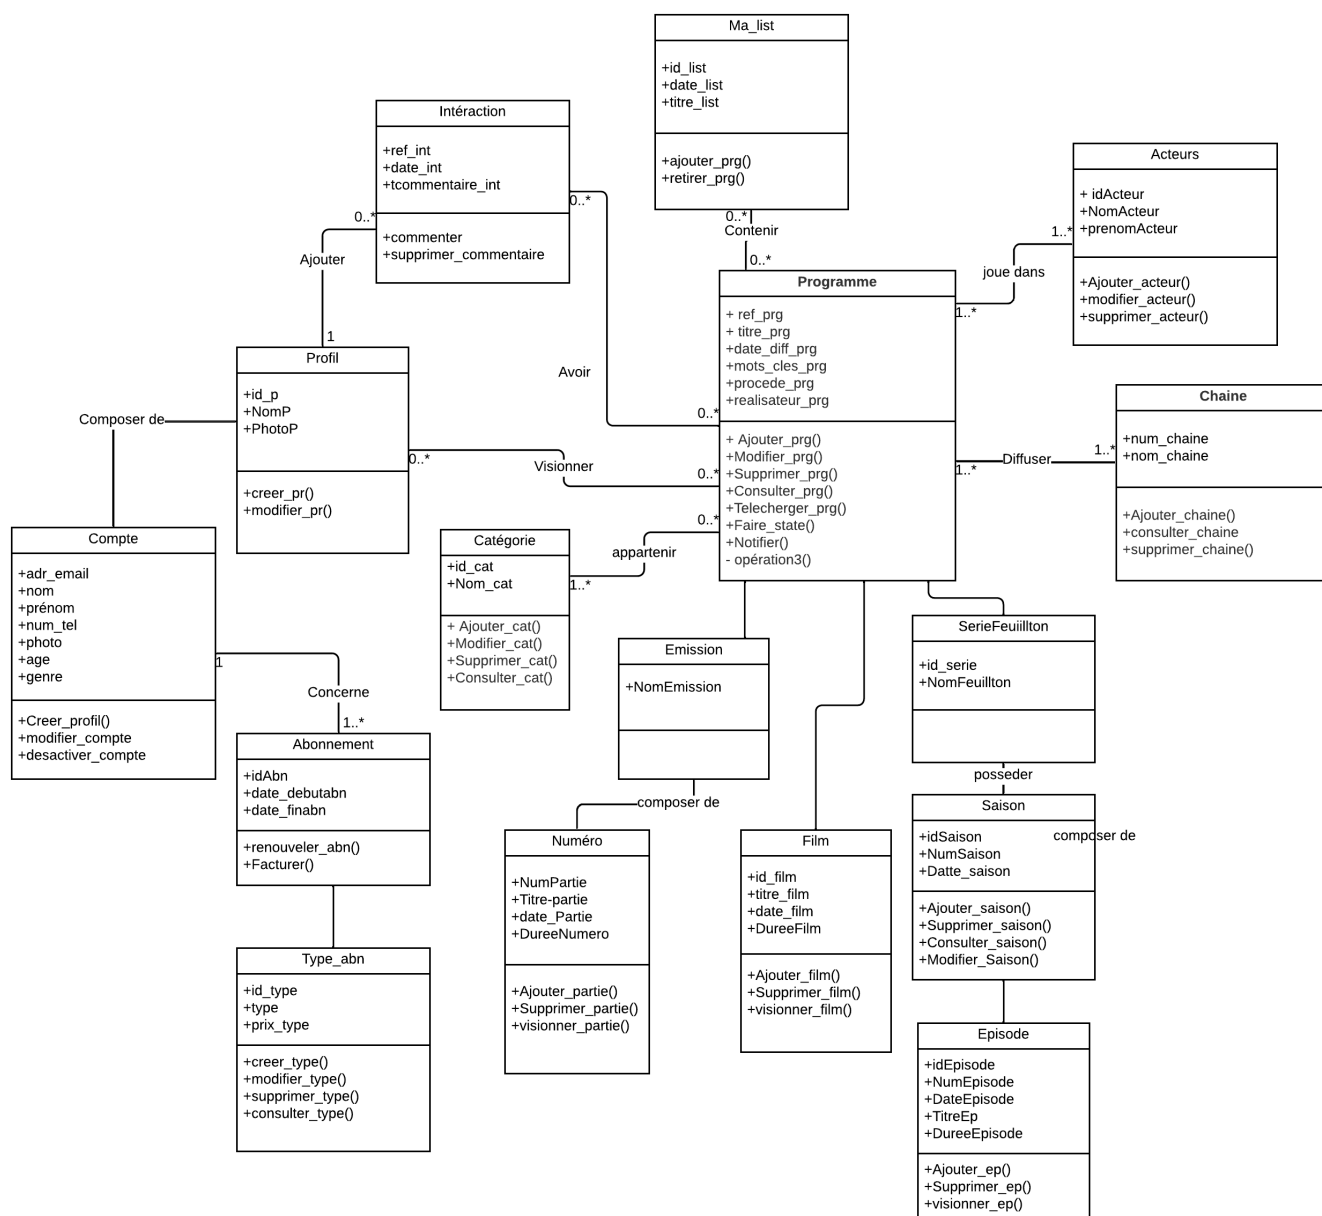 Ma_list
+id_list
+date_list
+titre_list
+ajouter_prg()
+retirer_prg()
0..*
Contenir
0..*
Intéraction
+ref_int
+date_int
+tcommentaire_int
+commenter
+supprimer_commentaire
0..*
0..*
Ajouter
1
Avoir
0..*
Acteurs
+ idActeur
+NomActeur
+prenomActeur
+Ajouter_acteur()
+modifier_acteur()
+supprimer_acteur()
1..*
joue dans
1..*
Programme
+ ref_prg
+ titre_prg
+date_diff_prg
+mots_cles_prg
+procede_prg
+realisateur_prg
+ Ajouter_prg()
+Modifier_prg()
+Supprimer_prg()
+Consulter_prg()
+Telecherger_prg()
+Faire_state()
+Notifier()
- opération3()
Profil
+id_p
+NomP
+PhotoP
+creer_pr()
+modifier_pr()
Composer de
0..*
Visionner
0..*
Chaine
+num_chaine
+nom_chaine
+Ajouter_chaine()
+consulter_chaine
+supprimer_chaine()
1..*
Diffuser
1..*
Compte
+adr_email
+nom
+prénom
+num_tel
+photo
+age
+genre
+Creer_profil()
+modifier_compte
+desactiver_compte
1
Concerne
1..*
Catégorie
+id_cat
+Nom_cat
+ Ajouter_cat()
+Modifier_cat()
+Supprimer_cat()
+Consulter_cat()
0..*
appartenir
1..*
Emission
+NomEmission
composer de
SerieFeuillton
+id_serie
+NomFeuillton
posseder
Abonnement
+idAbn
+date_debutabn
+date_finabn
+renouveler_abn()
+Facturer()
Numéro
+NumPartie
+Titre-partie
+date_Partie
+DureeNumero
+Ajouter_partie()
+Supprimer_partie()
+visionner_partie()
Film
+id_film
+titre_film
+date_film
+DureeFilm
+Ajouter_film()
+Supprimer_film()
+visionner_film()
Saison
+idSaison
+NumSaison
+Datte_saison
composer de
+Ajouter_saison()
+Supprimer_saison()
+Consulter_saison()
+Modifier_Saison()
Type_abn
+id_type
+type
+prix_type
+creer_type()
+modifier_type()
+supprimer_type()
+consulter_type()
Episode
+idEpisode
+NumEpisode
+DateEpisode
+TitreEp
+DureeEpisode
+Ajouter_ep()
+Supprimer_ep()
+visionner_ep()